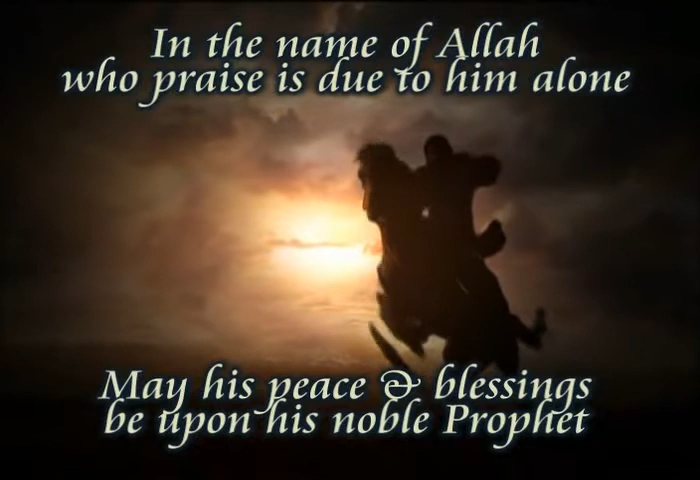 In the name of Allah
who praise is due to him alone
May his peace & blessings
be upon his noble Prophet